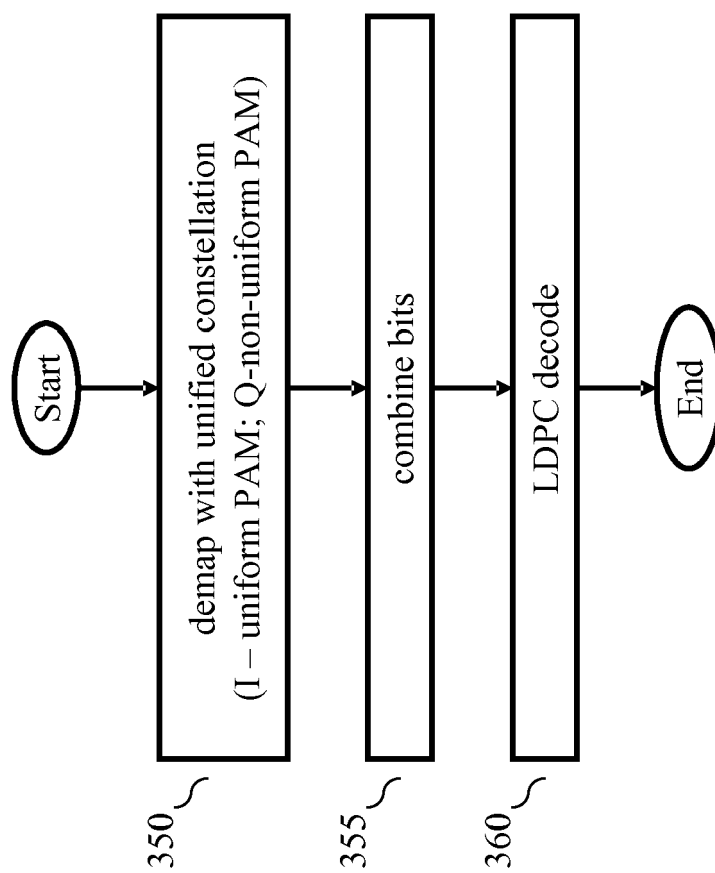 Start
350
demap with unified constellation
(I – uniform PAM; Q-non-uniform PAM)
355
combine bits
360
LDPC decode
End